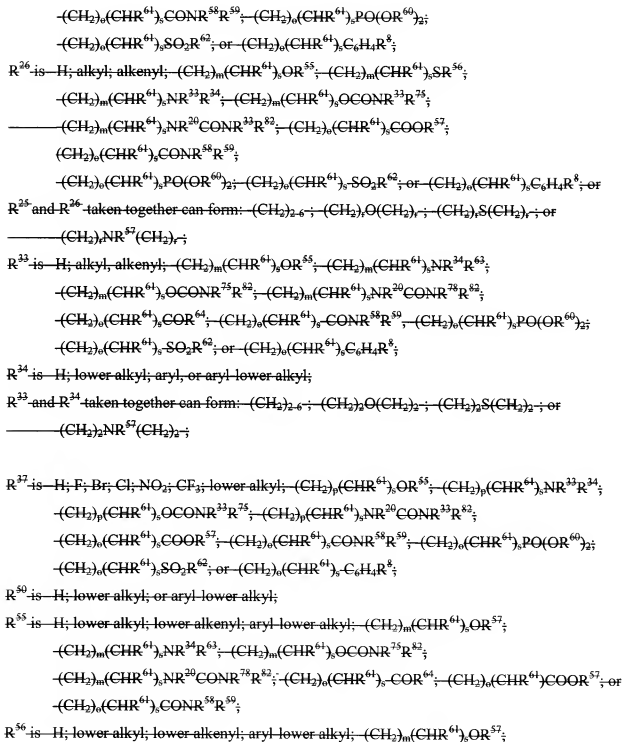 -(CH₂)ₒ(CHR⁶¹)ₛCONR⁵⁸R⁵⁹; -(CH₂)ₒ(CHR⁶¹)ₛPO(OR⁶⁰)₂;
-(CH₂)ₒ(CHR⁶¹)ₛSO₂R⁶²; or -(CH₂)ₒ(CHR⁶¹)ₛC₆H₄R⁸;
R²⁶ is H; alkyl; alkenyl; -(CH₂)ₘ(CHR⁶¹)ₛOR⁵⁵; -(CH₂)ₘ(CHR⁶¹)ₛSR⁵⁶;
-(CH₂)ₘ(CHR⁶¹)ₛNR³³R³⁴; -(CH₂)ₘ(CHR⁶¹)ₛOCONR³³R⁷⁵;
-(CH₂)ₘ(CHR⁶¹)ₛNR²⁰CONR³³R⁸²; -(CH₂)ₒ(CHR⁶¹)ₛCOOR⁵⁷;
(CH₂)ₒ(CHR⁶¹)ₛCONR⁵⁸R⁵⁹;
-(CH₂)ₒ(CHR⁶¹)ₛPO(OR⁶⁰)₂; -(CH₂)ₒ(CHR⁶¹)ₛ-SO₂R⁶²; or -(CH₂)ₒ(CHR⁶¹)ₛC₆H₄R⁸; or
R²⁵ and R²⁶ taken together can form: -(CH₂)₂₋₆-; -(CH₂)ᵣO(CH₂)ᵣ-; -(CH₂)ᵣS(CH₂)ᵣ-; or
-(CH₂)ᵣNR⁵⁷(CH₂)ᵣ-;
R³³ is H; alkyl, alkenyl; -(CH₂)ₘ(CHR⁶¹)ₛOR⁵⁵; -(CH₂)ₘ(CHR⁶¹)ₛNR³⁴R⁶³;
-(CH₂)ₘ(CHR⁶¹)ₛOCONR⁷⁵R⁸²; -(CH₂)ₘ(CHR⁶¹)ₛNR²⁰CONR⁷⁸R⁸²;
-(CH₂)ₒ(CHR⁶¹)ₛCOR⁶⁴; -(CH₂)ₒ(CHR⁶¹)ₛ-CONR⁵⁸R⁵⁹, -(CH₂)ₒ(CHR⁶¹)ₛPO(OR⁶⁰)₂;
-(CH₂)ₒ(CHR⁶¹)ₛ-SO₂R⁶²; or -(CH₂)ₒ(CHR⁶¹)ₛC₆H₄R⁸;
R³⁴ is H; lower alkyl; aryl, or aryl-lower alkyl;
R³³ and R³⁴ taken together can form: -(CH₂)₂₋₆-; -(CH₂)₂O(CH₂)₂-; -(CH₂)₂S(CH₂)₂-; or
-(CH₂)₂NR⁵⁷(CH₂)₂-;
R³⁷ is H; F; Br; Cl; NO₂; CF₃; lower alkyl; -(CH₂)ₚ(CHR⁶¹)ₛOR⁵⁵; -(CH₂)ₚ(CHR⁶¹)ₛNR³³R³⁴;
-(CH₂)ₚ(CHR⁶¹)ₛOCONR³³R⁷⁵; -(CH₂)ₚ(CHR⁶¹)ₛNR²⁰CONR³³R⁸²;
-(CH₂)ₒ(CHR⁶¹)ₛCOOR⁵⁷; -(CH₂)ₒ(CHR⁶¹)ₛCONR⁵⁸R⁵⁹; -(CH₂)ₒ(CHR⁶¹)ₛPO(OR⁶⁰)₂;
-(CH₂)ₒ(CHR⁶¹)ₛSO₂R⁶²; or -(CH₂)ₒ(CHR⁶¹)ₛ-C₆H₄R⁸;
R⁵⁰ is H; lower alkyl; or aryl-lower alkyl;
R⁵⁵ is H; lower alkyl; lower alkenyl; aryl-lower alkyl; -(CH₂)ₘ(CHR⁶¹)ₛOR⁵⁷;
-(CH₂)ₘ(CHR⁶¹)ₛNR³⁴R⁶³; -(CH₂)ₘ(CHR⁶¹)ₛOCONR⁷⁵R⁸²;
-(CH₂)ₘ(CHR⁶¹)ₛNR²⁰CONR⁷⁸R⁸²; -(CH₂)ₒ(CHR⁶¹)ₛ-COR⁶⁴; -(CH₂)ₒ(CHR⁶¹)COOR⁵⁷; or
-(CH₂)ₒ(CHR⁶¹)ₛCONR⁵⁸R⁵⁹;
R⁵⁶ is H; lower alkyl; lower alkenyl; aryl-lower alkyl; -(CH₂)ₘ(CHR⁶¹)ₛOR⁵⁷;